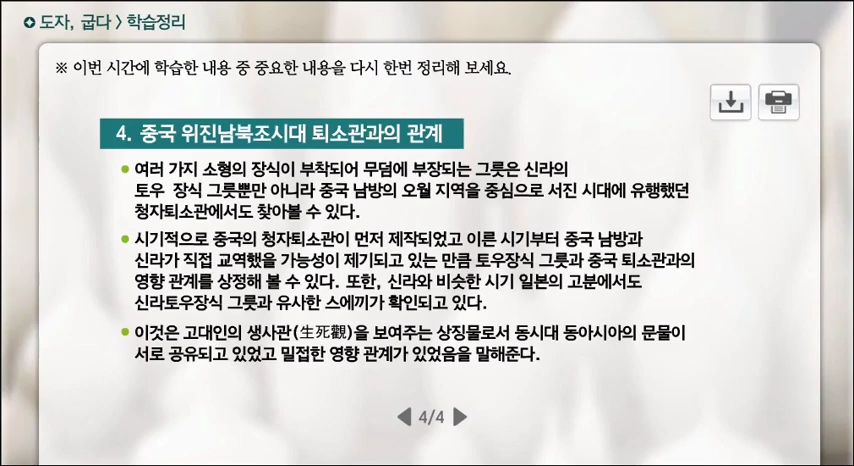 도자, 굽다 > 학습정리
※ 이번 시간에 학습한 내용 중 중요한 내용을 다시 한번 정리해 보세요.
4. 중국 위진남북조시대 퇴소관과의 관계
● 여러 가지 소형의 장식이 부착되어 무덤에 부장되는 그릇은 신라의
토우 장식 그릇뿐만 아니라 중국 남방의 오월 지역을 중심으로 서진 시대에 유행했던
청자퇴소관에서도 찾아볼 수 있다.
● 시기적으로 중국의 청자퇴소관이 먼저 제작되었고 이른 시기부터 중국 남방과
신라가 직접 교역했을 가능성이 제기되고 있는 만큼 토우장식 그릇과 중국 퇴소관과의
영향 관계를 상정해 볼 수 있다. 또한, 신라와 비슷한 시기 일본의 고분에서도
신라토우장식 그릇과 유사한 스에끼가 확인되고 있다.
● 이것은 고대인의 생사관(生死觀)을 보여주는 상징물로서 동시대 동아시아의 문물이
서로 공유되고 있었고 밀접한 영향 관계가 있었음을 말해준다.
4/4